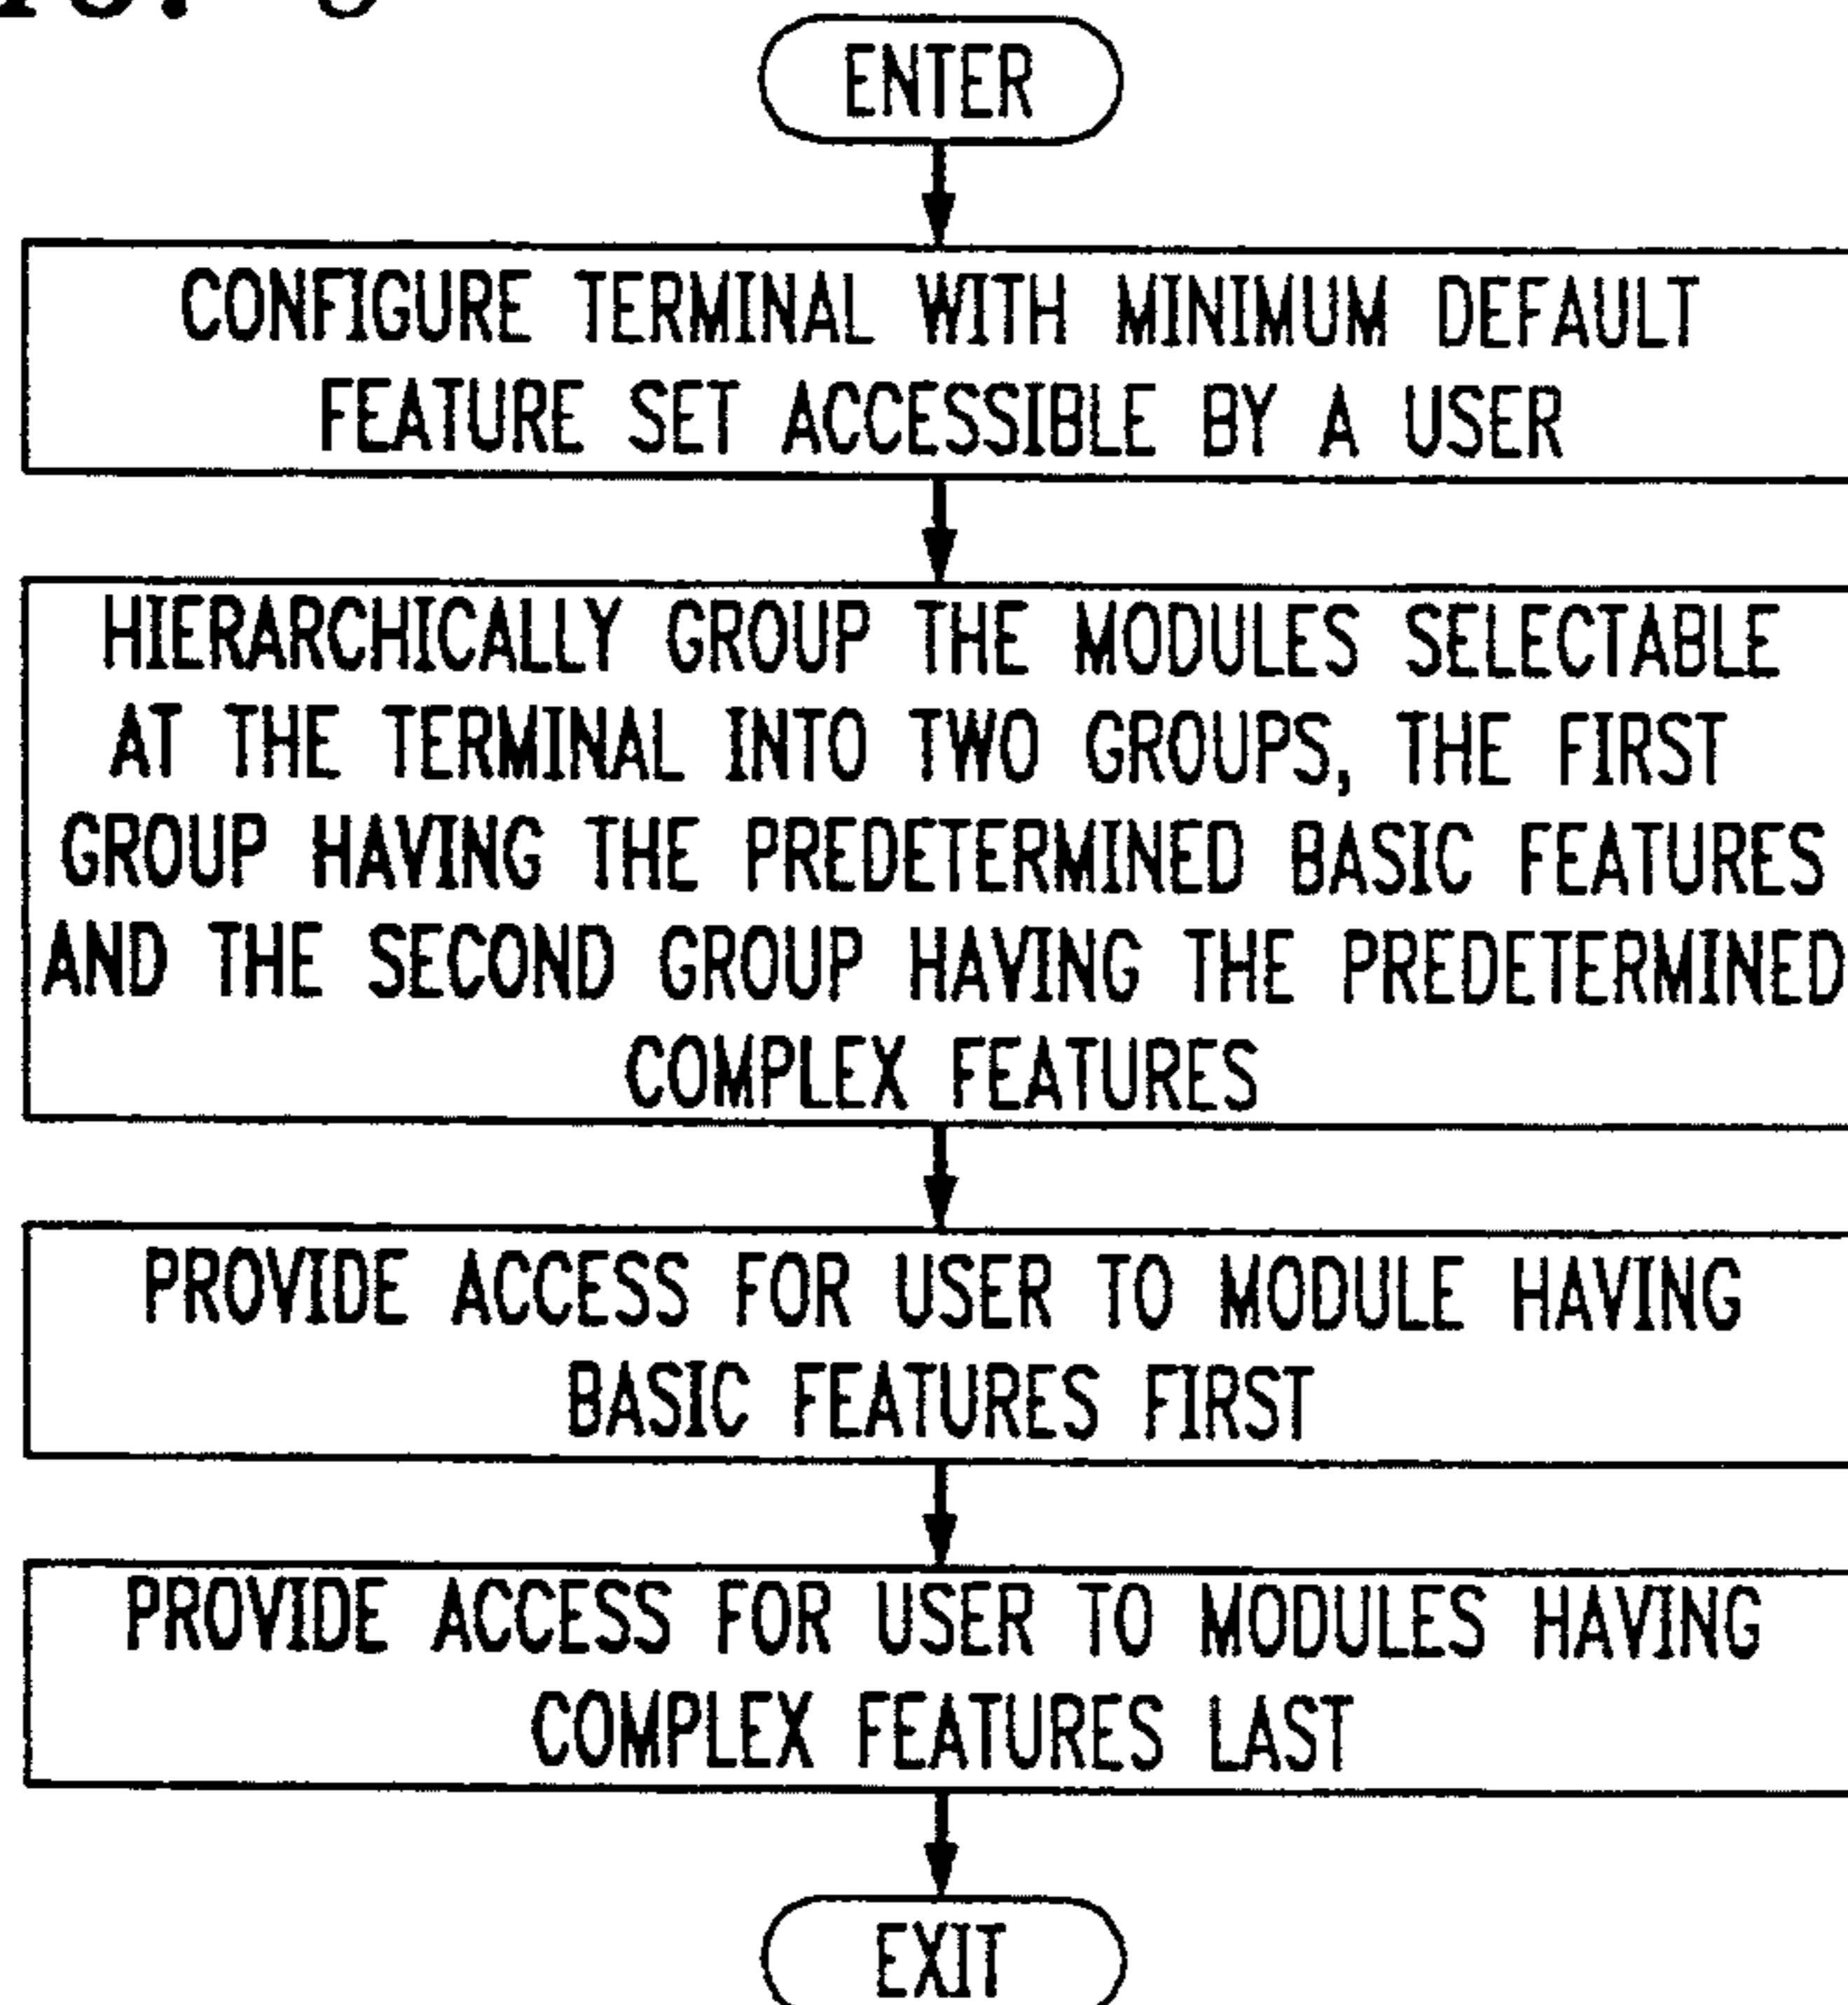 ENTER
CONFIGURE TERMINAL WITH MINIMUM DEFAULT
FEATURE SET ACCESSIBLE BY A USER
HIERARCHICALLY GROUP THE MODULES SELECTABLE
AT THE TERMINAL INTO TWO GROUPS, THE FIRST
GROUP HAVING THE PREDETERMINED BASIC FEATURES
AND THE SECOND GROUP HAVING THE PREDETERMINED
COMPLEX FEATURES
PROVIDE ACCESS FOR USER TO MODULE HAVING
BASIC FEATURES FIRST
PROVIDE ACCESS FOR USER TO MODULES HAVING
COMPLEX FEATURES LAST
EXIT